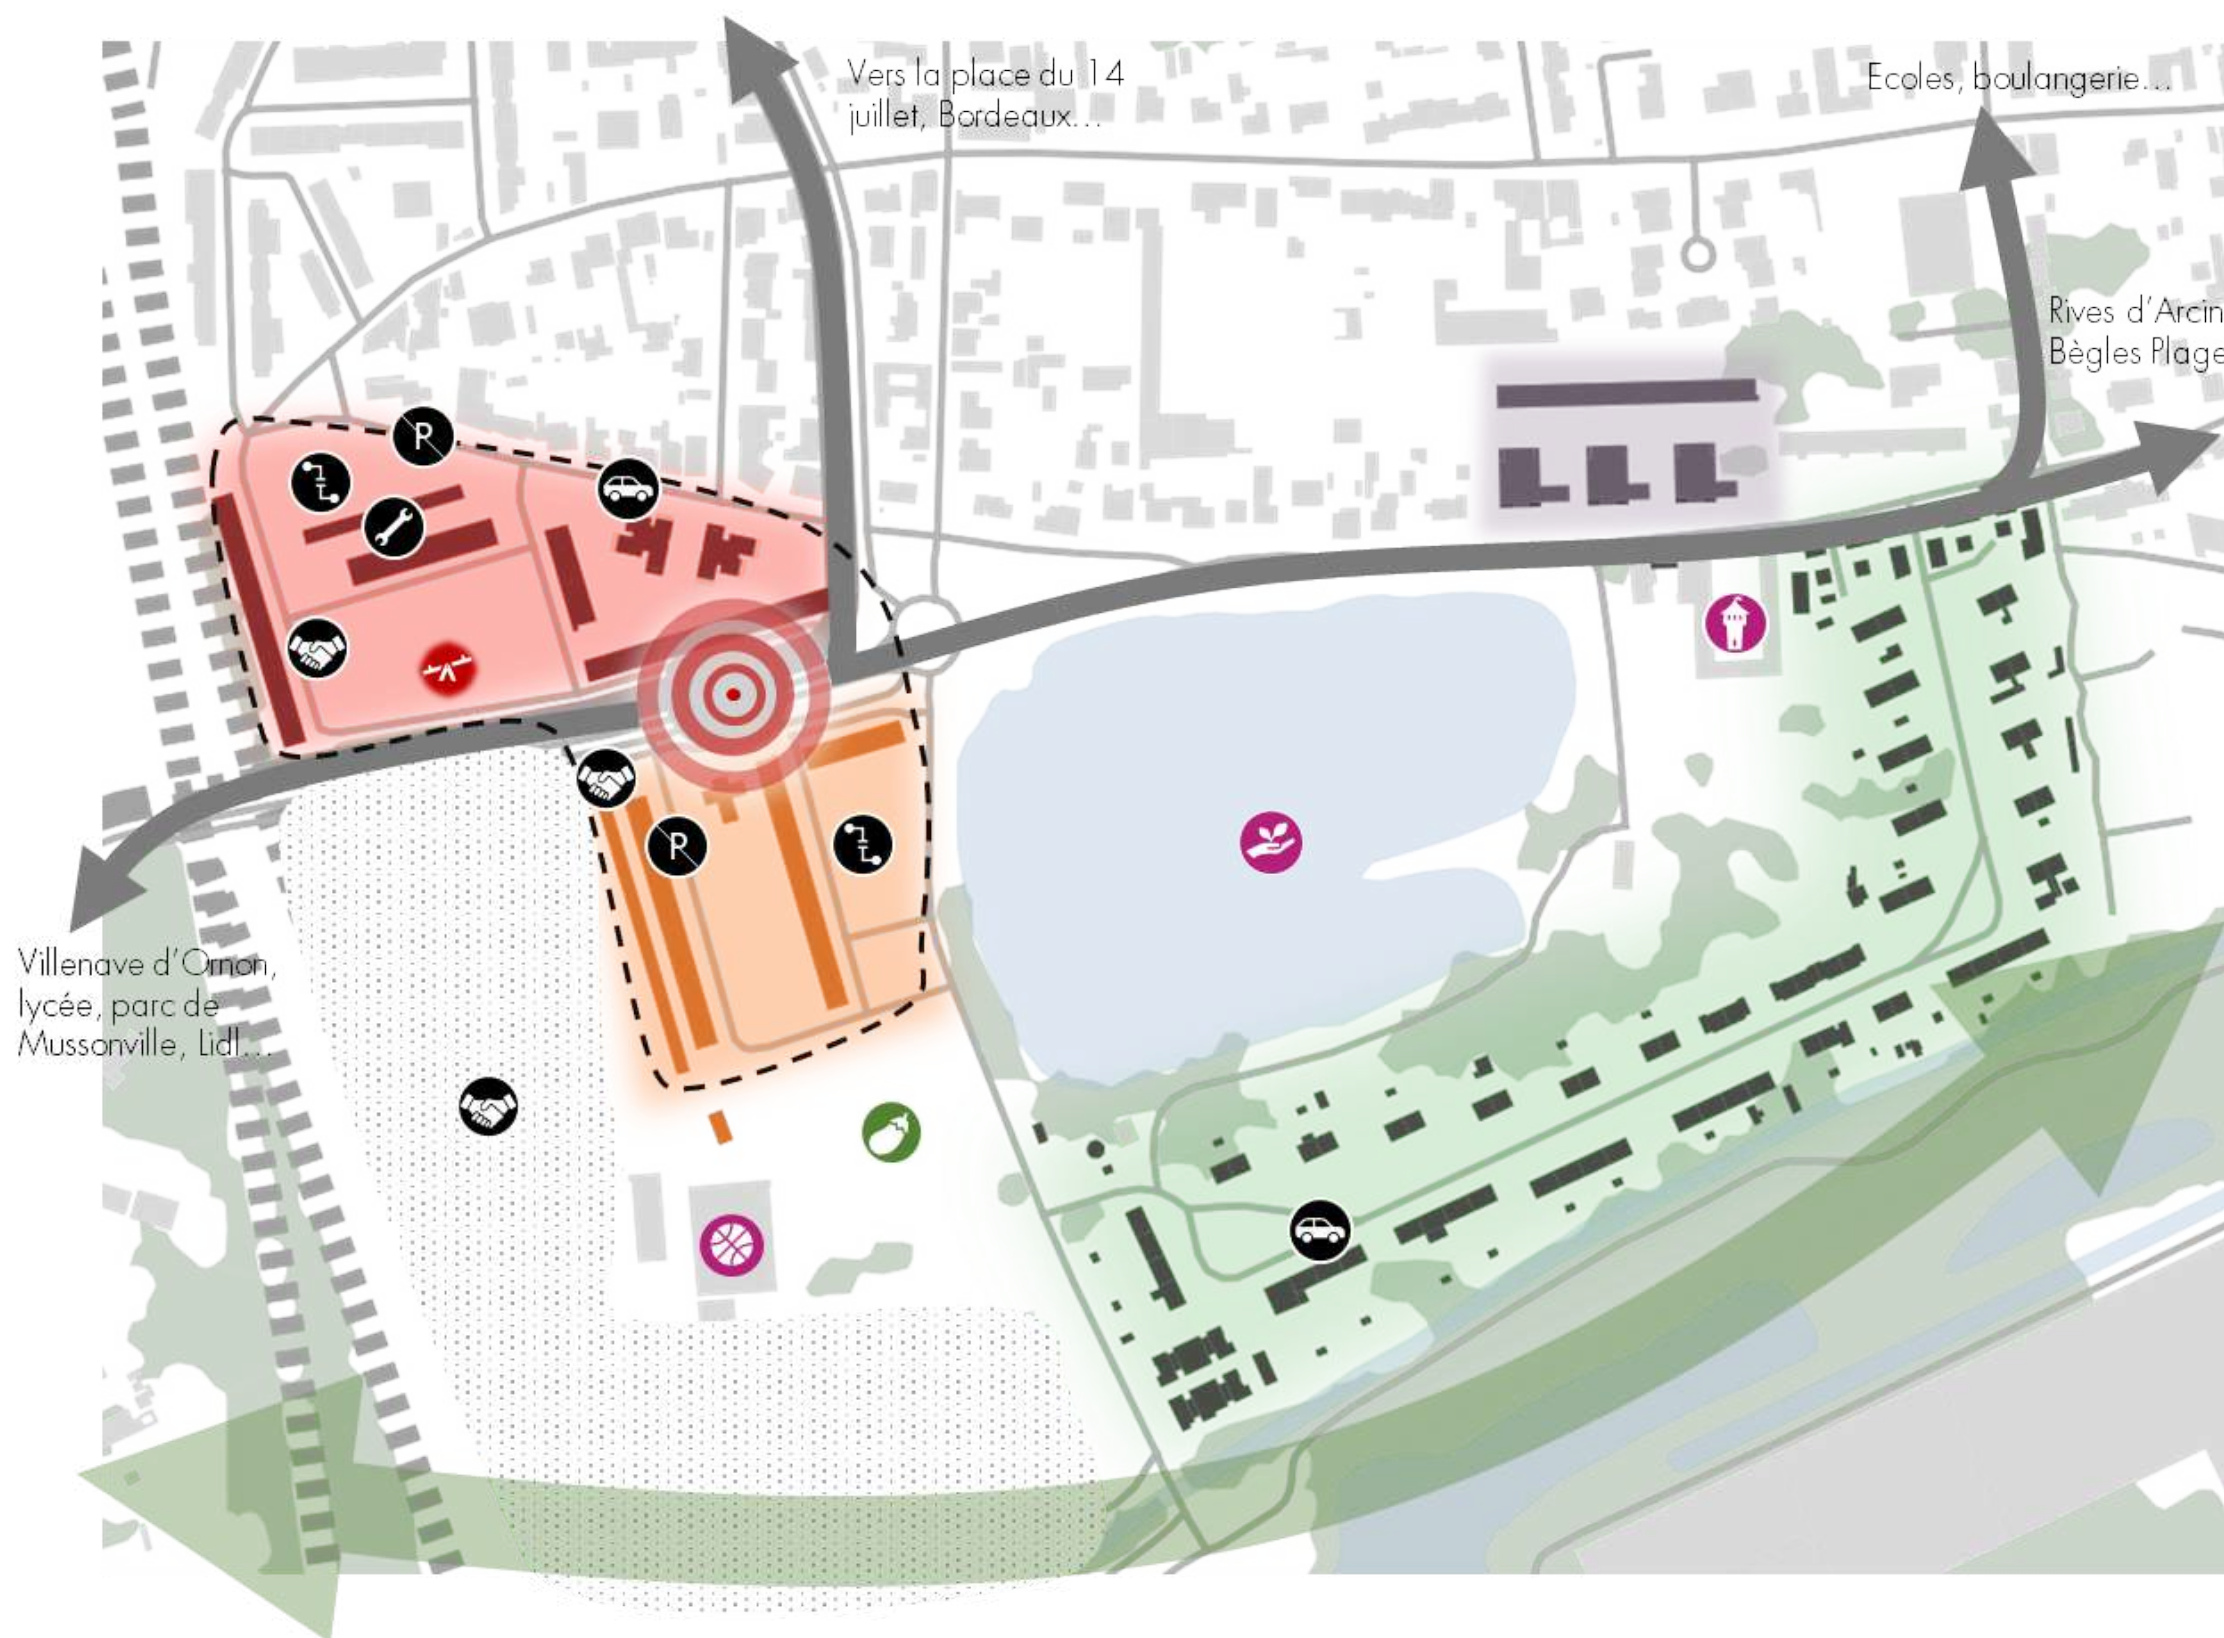 Vers la place du 14
juillet, Bordeaux...
Ecoles, boulangerie...
Rives d'Arcin
Bègles Plage
P
P
Villenave d'Ornon,
lycée, parc de
Mussonville, Lidl...